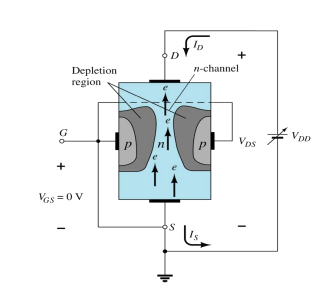 I_D
D
+
Depletion
region
n-channel
e
e
G
p
n
p
V_DS
V_DD
+
e
e
V_GS = 0 V
−
S
I_S
−